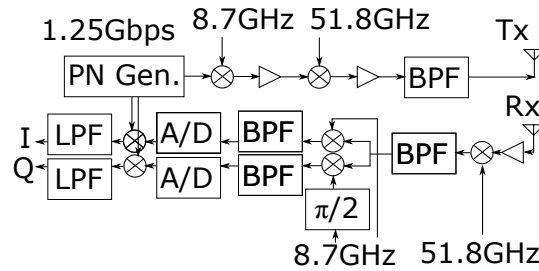 1.25Gbps
8.7GHz
51.8GHz
Tx
PN Gen.
BPF
Rx
I
LPF
A/D
BPF
BPF
Q
LPF
A/D
BPF
π/2
8.7GHz
51.8GHz